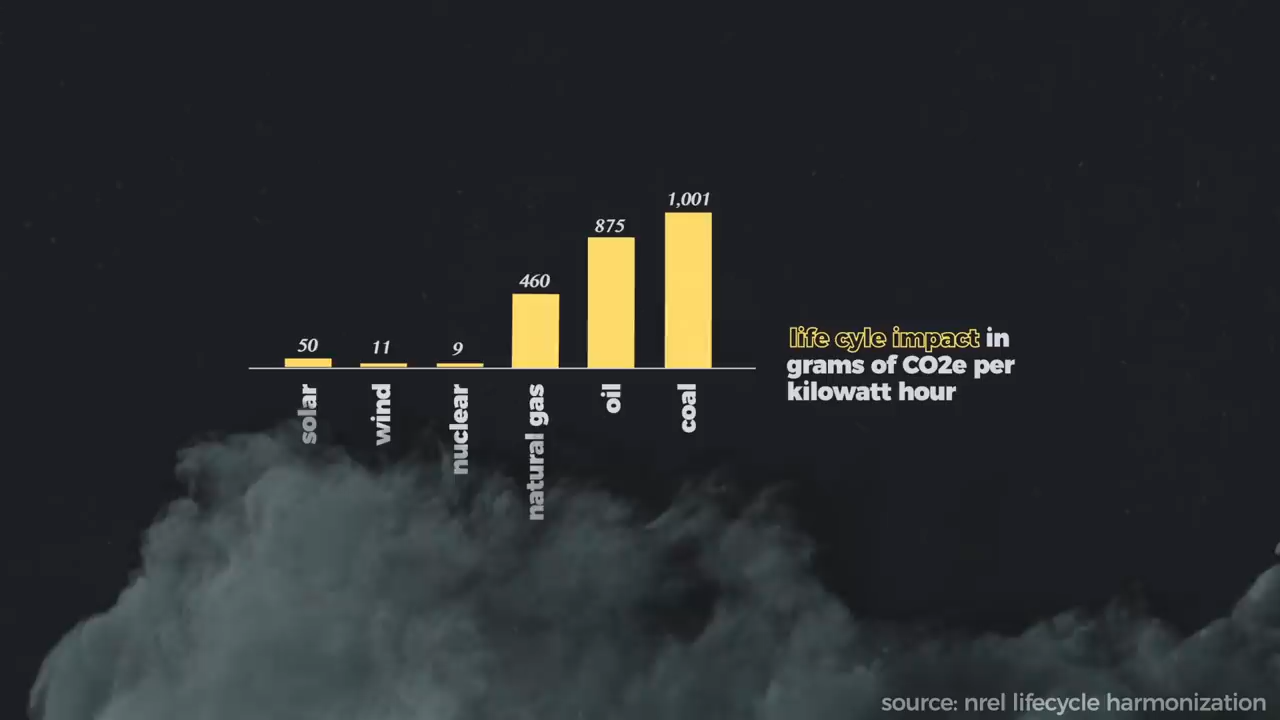 1,001
875
460
50
11
9
solar
wind
nuclear
natural gas
oil
coal
life cyle impact in
grams of CO2e per
kilowatt hour
source: nrel lifecycle harmonization